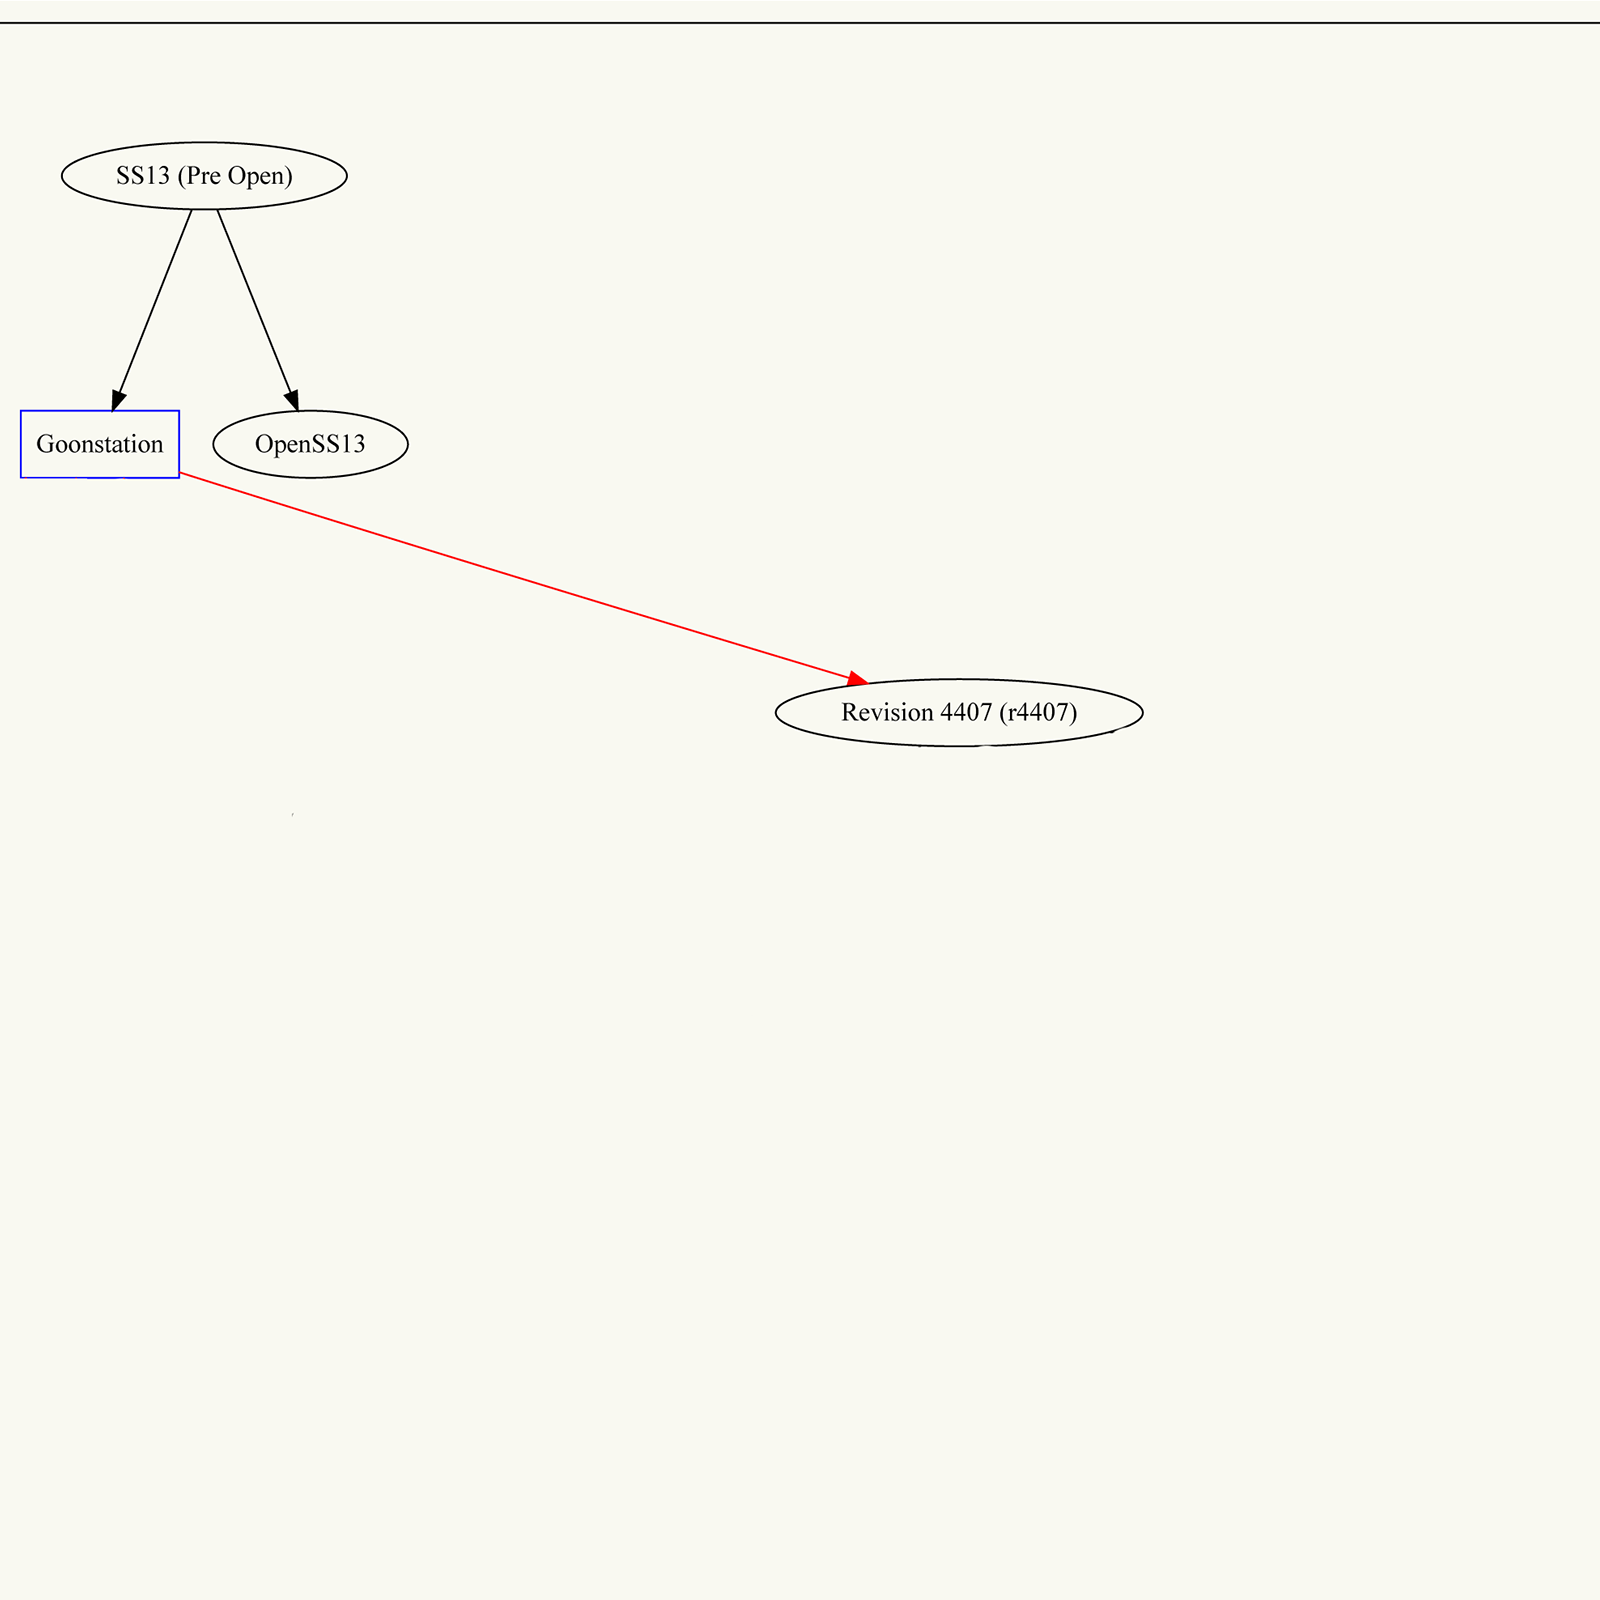 SS13 (Pre Open)
Goonstation
OpenSS13
Revision 4407 (r4407)